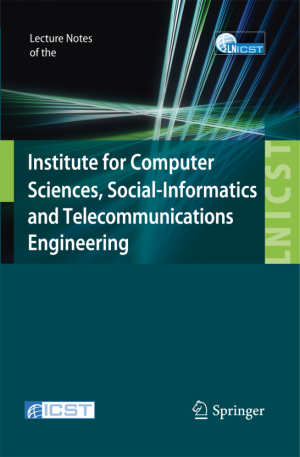 Lecture Notes
of the
LNICST
Institute for Computer
Sciences, Social-Informatics
and Telecommunications
Engineering
LNICST
ICST
Springer